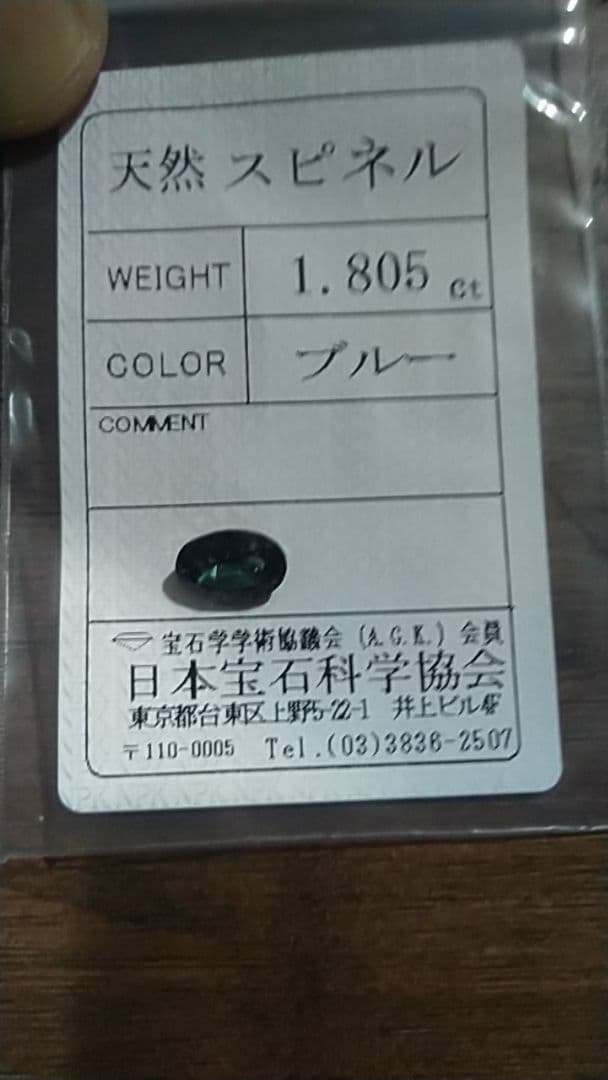 天然 スピネル
WEIGHT 1.805 ct
COLOR ブルー
COMMENT
宝石学学術協議会 (A.G.K.) 会員
日本宝石科学協会
東京都台東区上野5-22-1 井上ビル4F
〒110-0005 Tel.(03)3836-2507